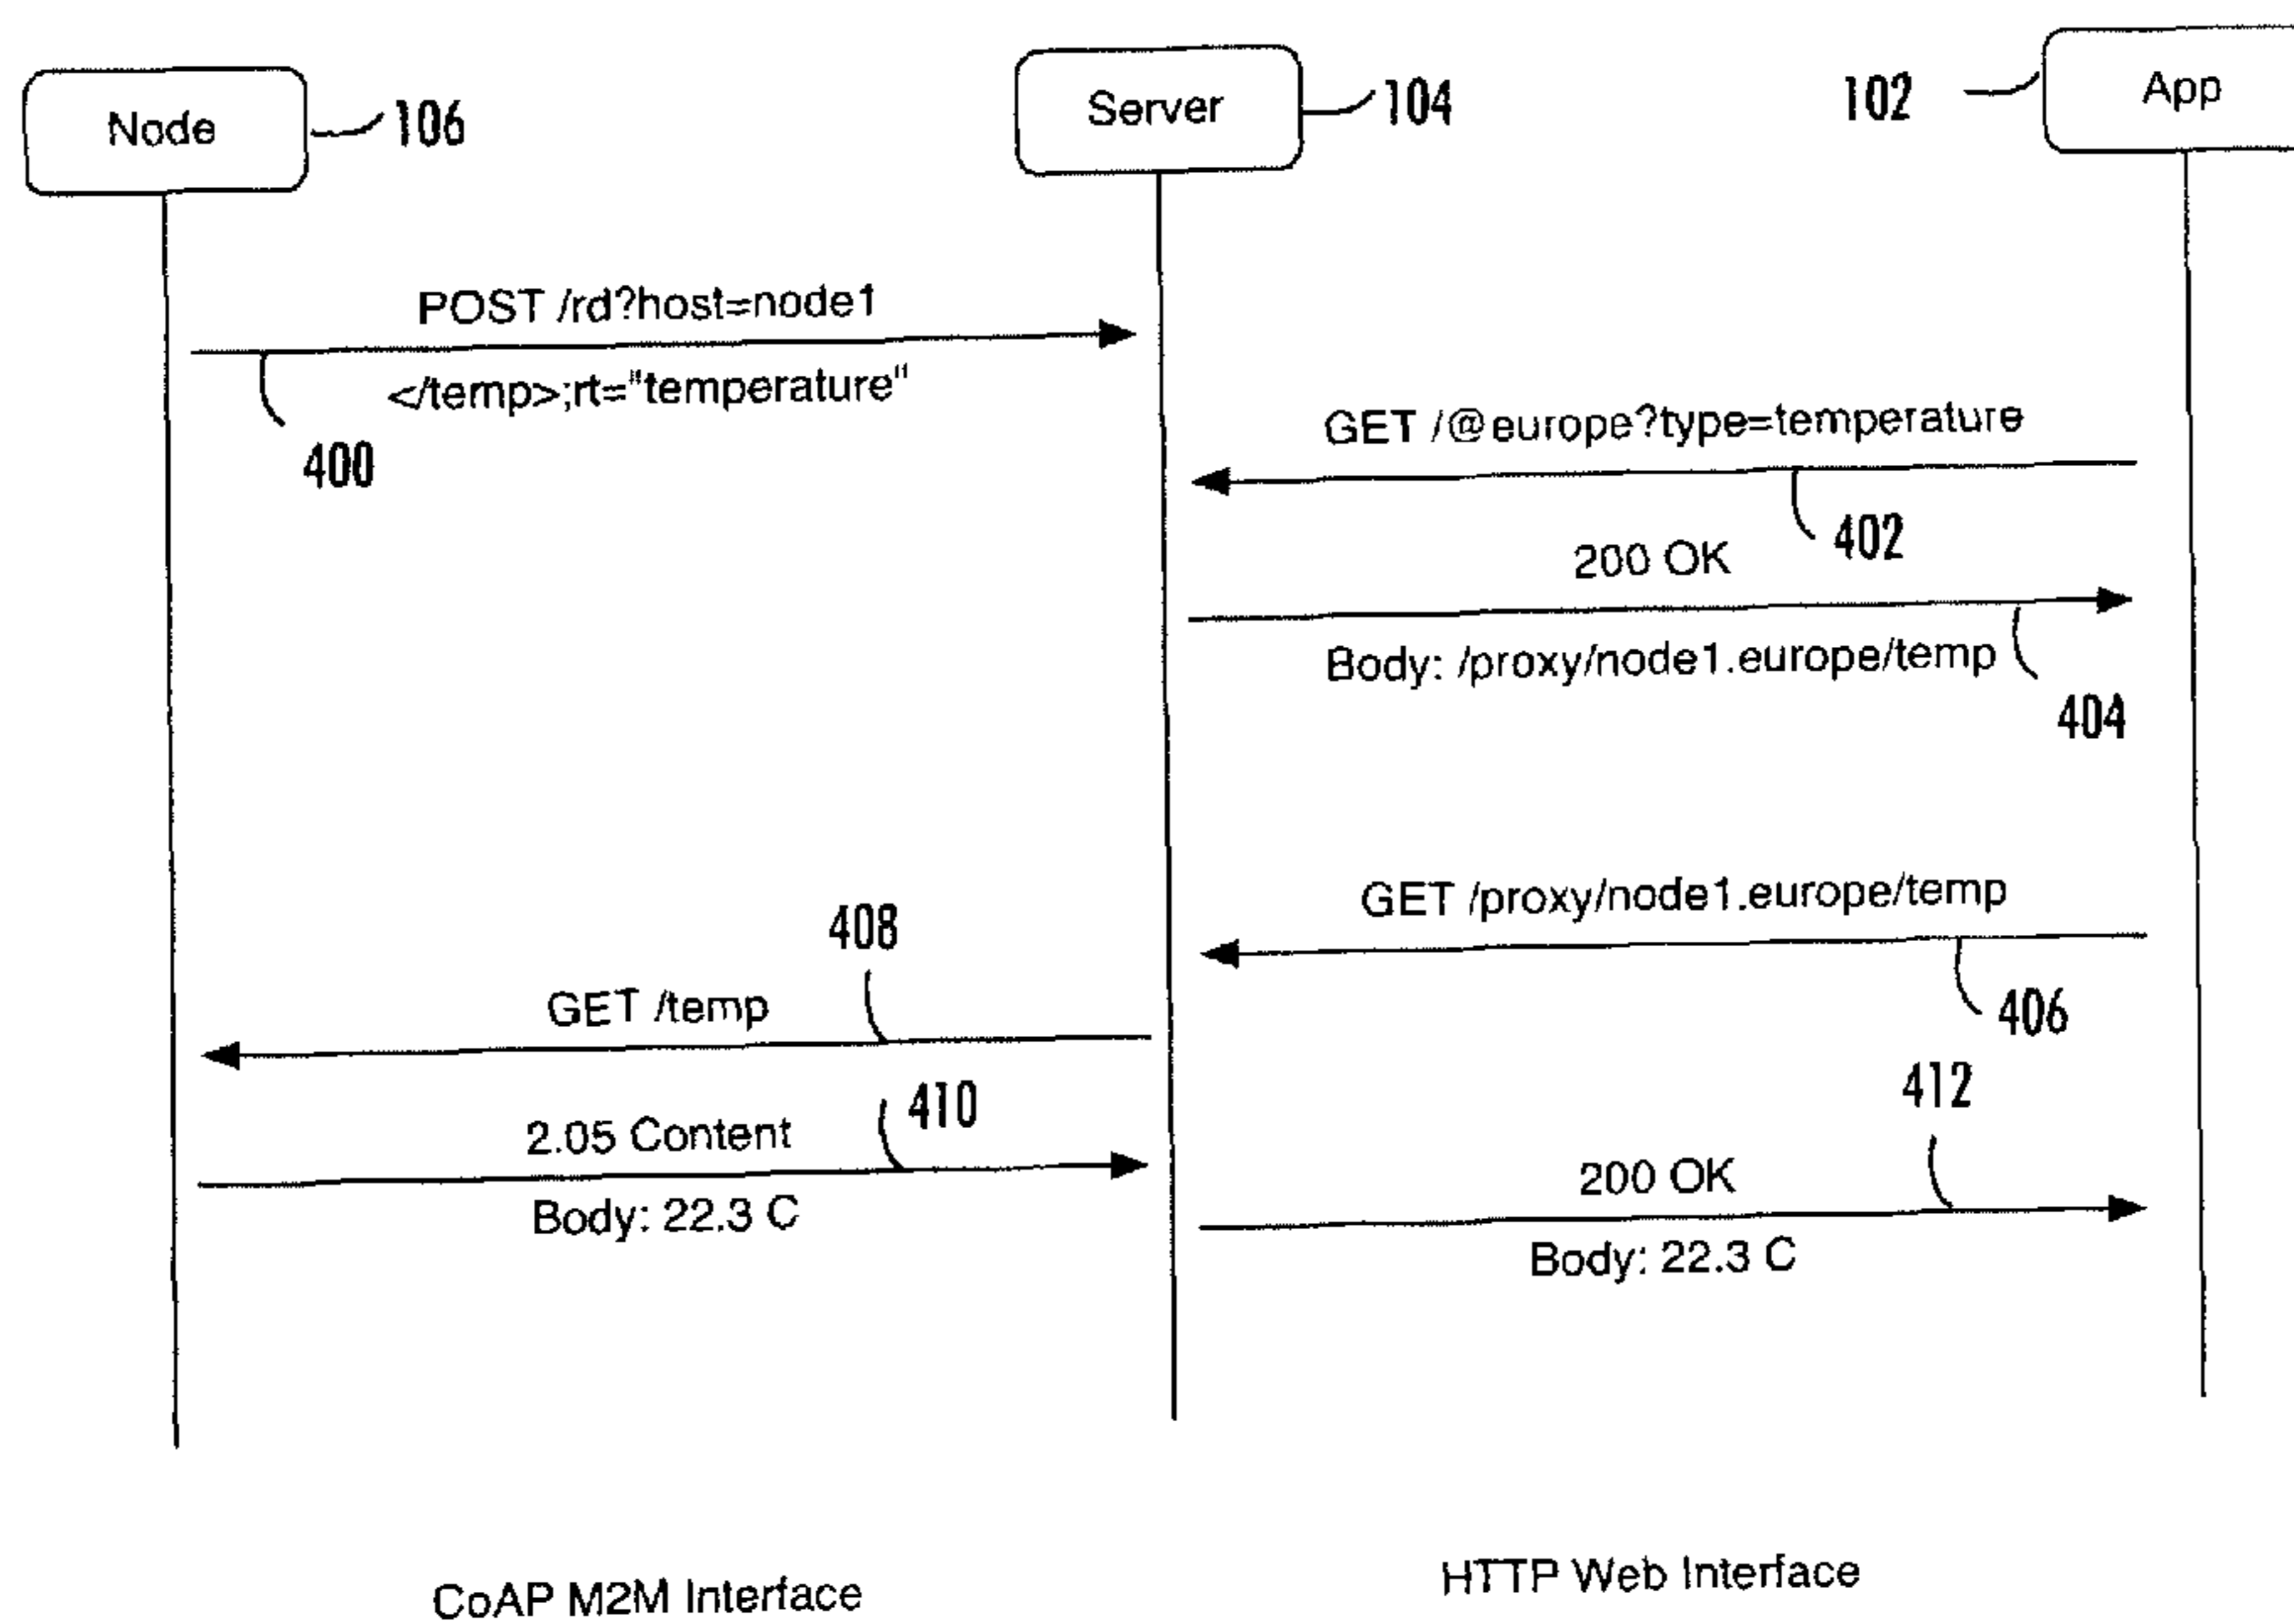 Node
106
Server
104
102
App
POST /rd?host=node1
</temp>;rt="temperature"
400
GET /@europe?type=temperature
402
200 OK
Body: /proxy/node1.europe/temp
404
GET /proxy/node1.europe/temp
406
408
GET /temp
410
2.05 Content
Body: 22.3 C
412
200 OK
Body: 22.3 C
CoAP M2M Interface
HTTP Web Interface